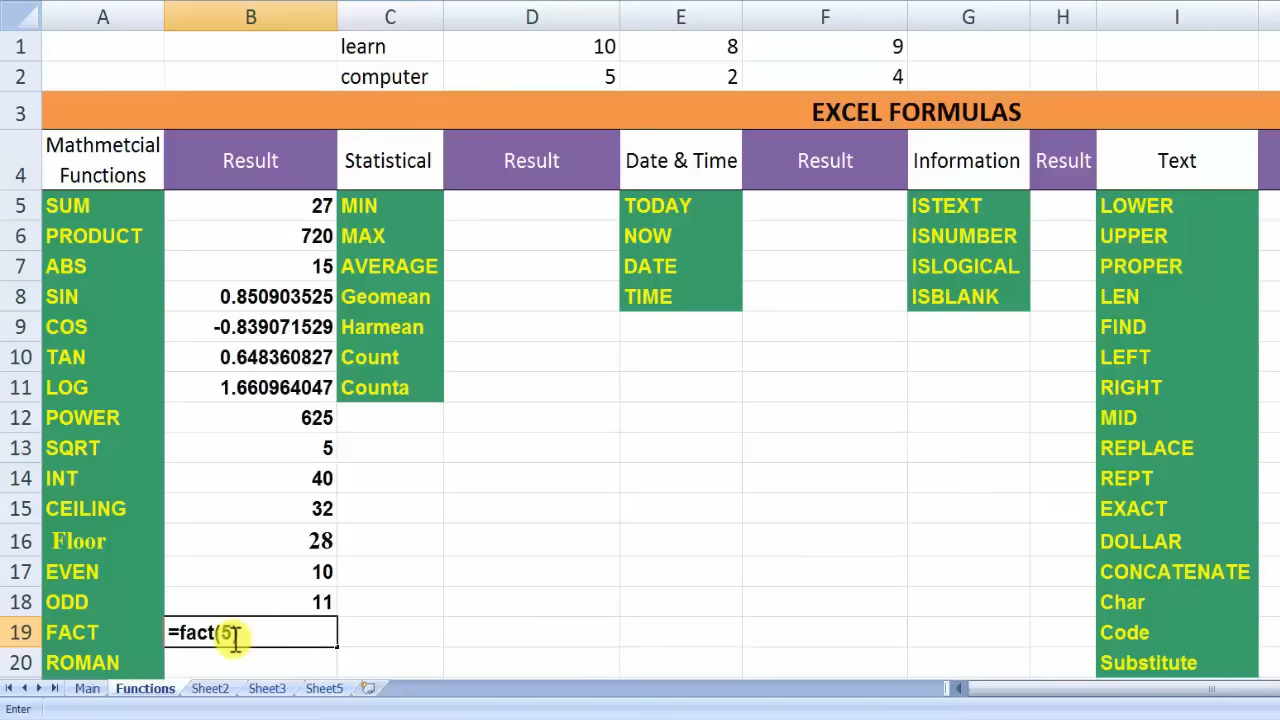 A B C D E F G H I
1 learn 10 8 9
2 computer 5 2 4
3 EXCEL FORMULAS
4 Mathmetcial Functions Result Statistical Result Date & Time Result Information Result Text
5 SUM 27 MIN TODAY ISTEXT LOWER
6 PRODUCT 720 MAX NOW ISNUMBER UPPER
7 ABS 15 AVERAGE DATE ISLOGICAL PROPER
8 SIN 0.850903525 Geomean TIME ISBLANK LEN
9 COS -0.839071529 Harmean FIND
10 TAN 0.648360827 Count LEFT
11 LOG 1.660964047 Counta RIGHT
12 POWER 625 MID
13 SQRT 5 REPLACE
14 INT 40 REPT
15 CEILING 32 EXACT
16 Floor 28 DOLLAR
17 EVEN 10 CONCATENATE
18 ODD 11 Char
19 FACT =fact(5 Code
20 ROMAN Substitute
Main Functions Sheet2 Sheet3 Sheet5
Enter